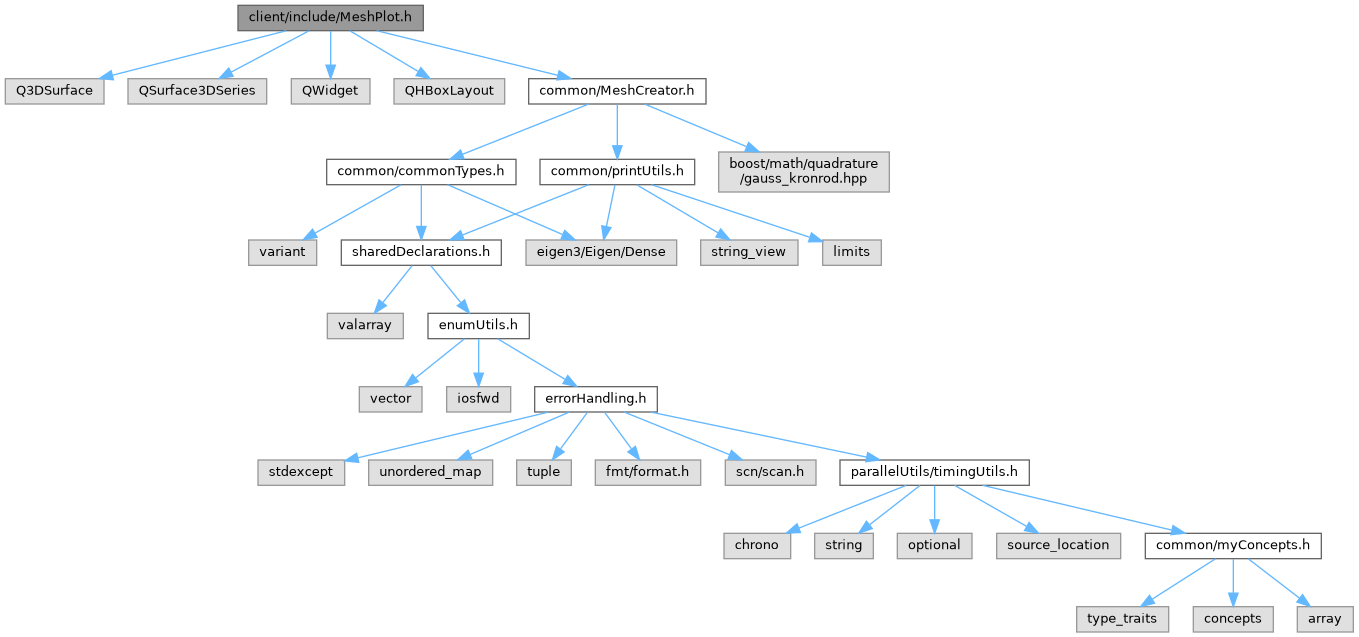 client/include/MeshPlot.h
Q3DSurface
QSurface3DSeries
QWidget
QHBoxLayout
common/MeshCreator.h
common/commonTypes.h
common/printUtils.h
boost/math/quadrature
/gauss_kronrod.hpp
variant
sharedDeclarations.h
eigen3/Eigen/Dense
string_view
limits
valarray
enumUtils.h
vector
iosfwd
errorHandling.h
stdexcept
unordered_map
tuple
fmt/format.h
scn/scan.h
parallelUtils/timingUtils.h
chrono
string
optional
source_location
common/myConcepts.h
type_traits
concepts
array